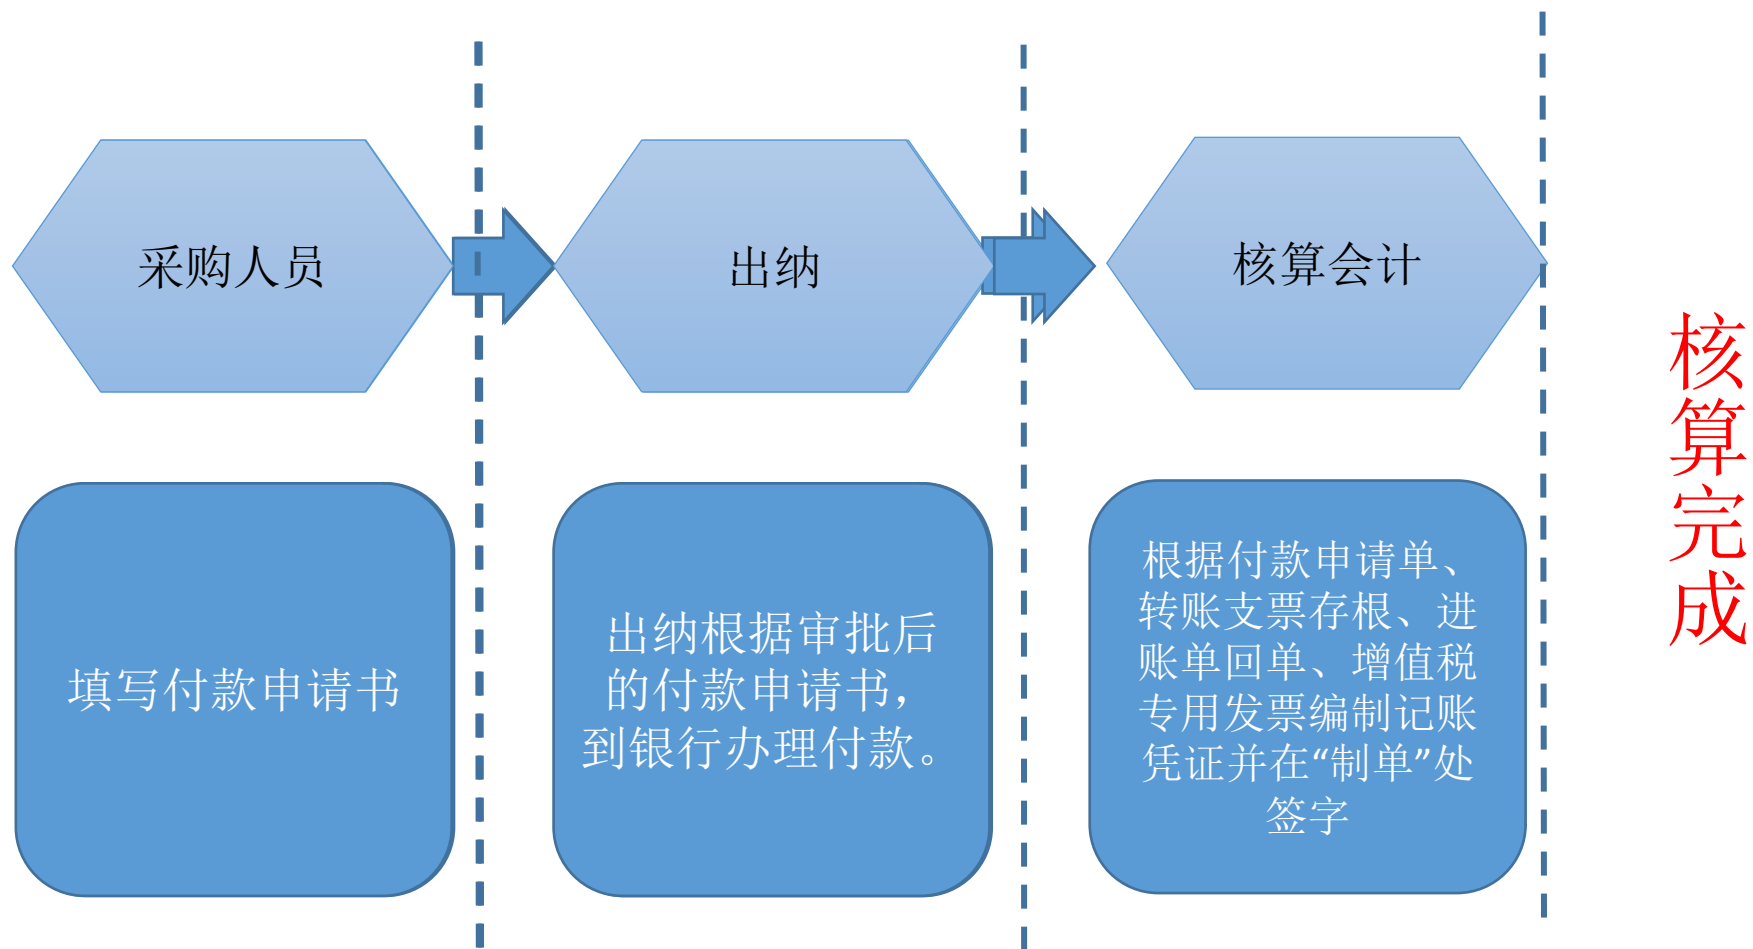 采购人员
出纳
核算会计
填写付款申请书
出纳根据审批后
的付款申请书，
到银行办理付款。
根据付款申请单、
转账支票存根、进
账单回单、增值税
专用发票编制记账
凭证并在“制单”处
签字
核算完成